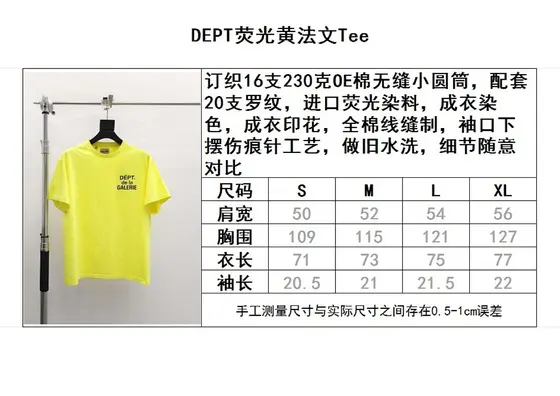 DEPT荧光黄法文Tee
订织16支230克OE棉无缝小圆筒，配套
20支罗纹，进口荧光染料，成衣染
色，成衣印花，全棉线缝制，袖口下
摆伤痕针工艺，做旧水洗，细节随意
对比
DÉPT.
de la
GALERIE
尺码 S M L XL
肩宽 50 52 54 56
胸围 109 115 121 127
衣长 71 73 75 77
袖长 20.5 21 21.5 22
手工测量尺寸与实际尺寸之间存在0.5-1cm误差